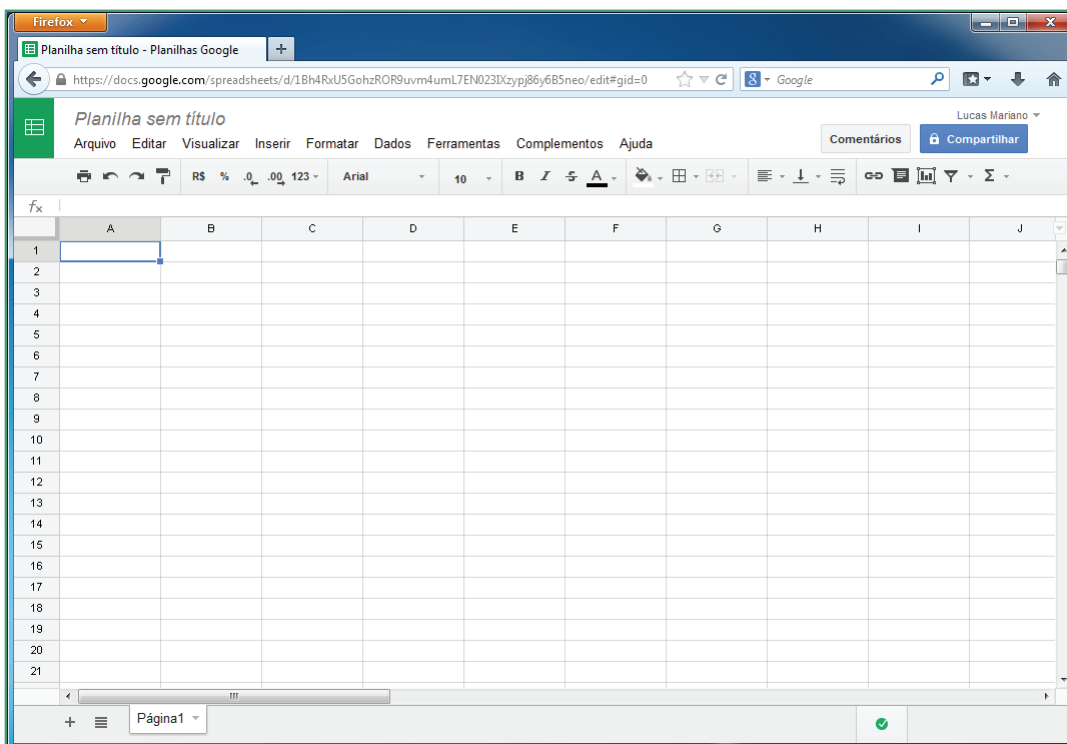 Firefox
Planilha sem título - Planilhas Google
https://docs.google.com/spreadsheets/d/1Bh4RxU5GohzROR9uvm4umL7EN023IXzypj86y6B5neo/edit#gid=0 Google
Planilha sem título Lucas Mariano
Arquivo Editar Visualizar Inserir Formatar Dados Ferramentas Complementos Ajuda Comentários Compartilhar
R$ % .0 .00 123 Arial 10 B I S A Σ
fx
A B C D E F G H I J
1
2
3
4
5
6
7
8
9
10
11
12
13
14
15
16
17
18
19
20
21
+ Página1